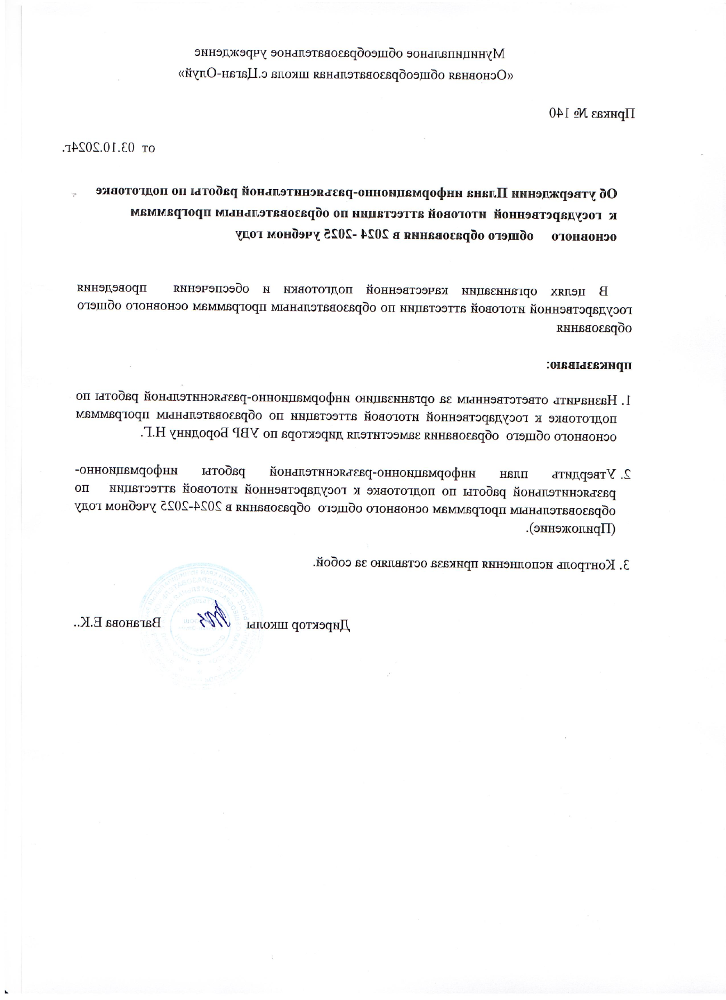 Муниципальное общеобразовательное учреждение
«Основная общеобразовательная школа с.Цаган-Олуй»
Приказ № 140
от 03.10.2024г.
Об утверждении Плана информационно-разъяснительной работы по подготовке
к государственной итоговой аттестации по образовательным программам
основного общего образования в 2024 -2025 учебном году
В целях организации качественной подготовки и обеспечения проведения
государственной итоговой аттестации по образовательным программам основного общего
образования
приказываю:
1. Назначить ответственным за организацию информационно-разъяснительной работы по
подготовке к государственной итоговой аттестации по образовательным программам
основного общего образования заместителя директора по УВР Бородину Н.Г.
2. Утвердить план информационно-разъяснительной работы информационно-
разъяснительной работы по подготовке к государственной итоговой аттестации по
образовательным программам основного общего образования в 2024-2025 учебном году
(Приложение).
3. Контроль исполнения приказа оставляю за собой.
Директор школы Ваганова Е.К..